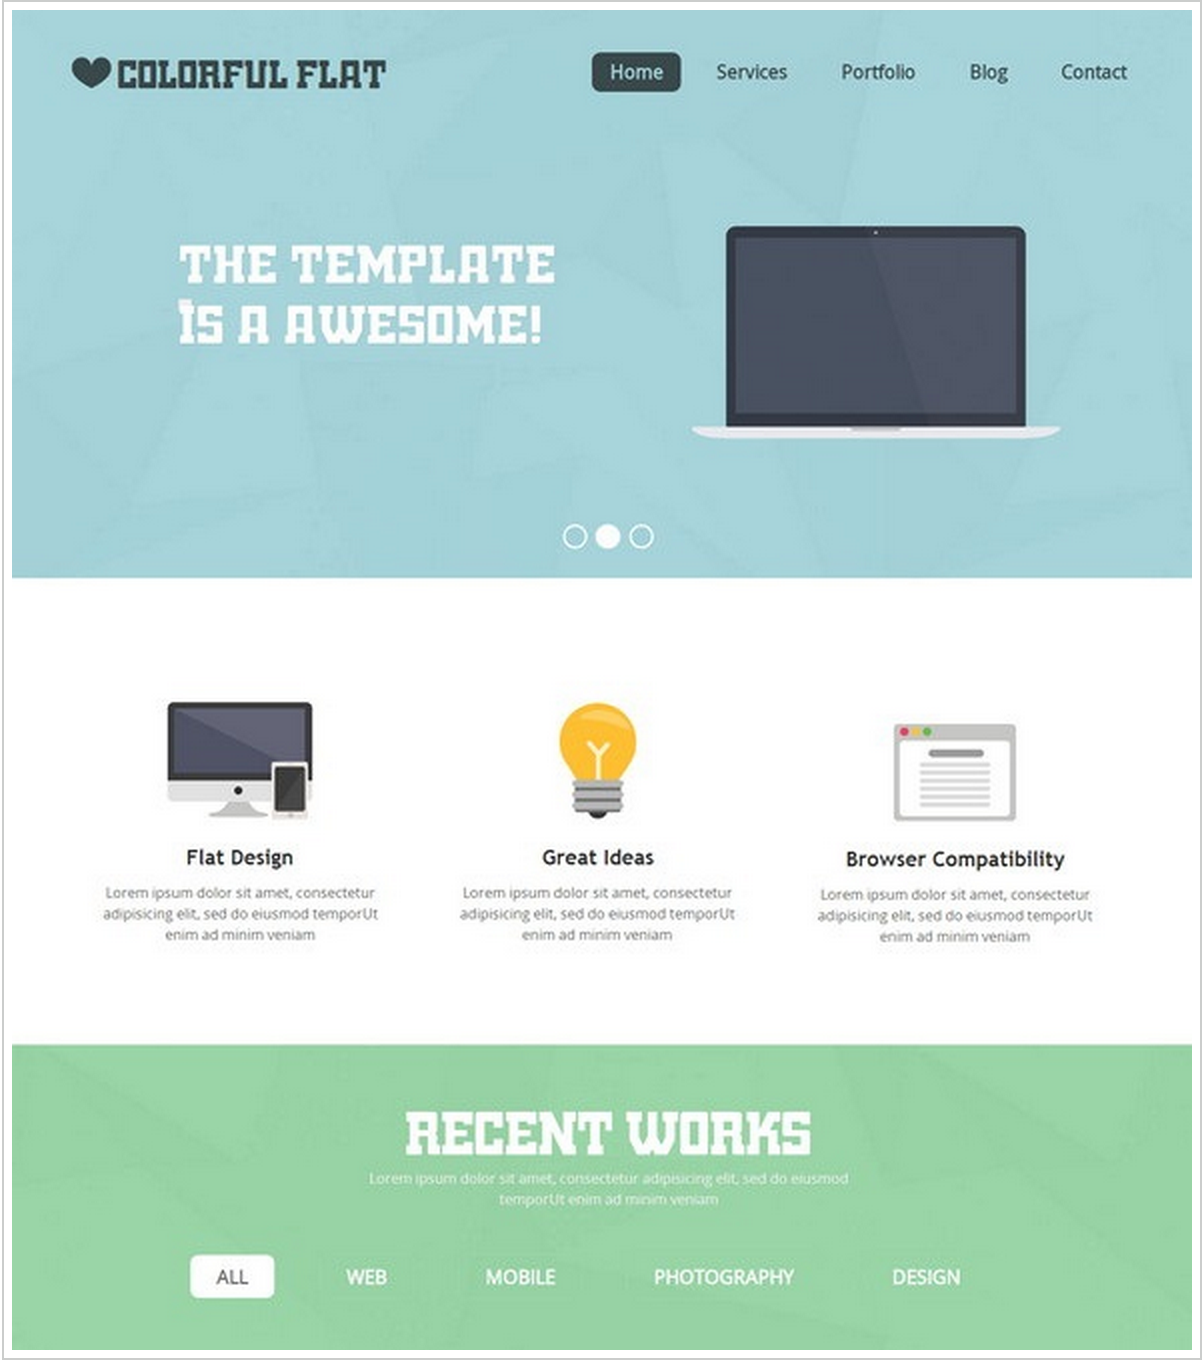 COLORFUL FLAT
Home Services Portfolio Blog Contact
THE TEMPLATE
IS A AWESOME!
Flat Design
Lorem ipsum dolor sit amet, consectetur
adipisicing elit, sed do eiusmod temporUt
enim ad minim veniam
Great Ideas
Lorem ipsum dolor sit amet, consectetur
adipisicing elit, sed do eiusmod temporUt
enim ad minim veniam
Browser Compatibility
Lorem ipsum dolor sit amet, consectetur
adipisicing elit, sed do eiusmod temporUt
enim ad minim veniam
RECENT WORKS
Lorem ipsum dolor sit amet, consectetur adipisicing elit, sed do eiusmod
temporUt enim ad minim veniam
ALL WEB MOBILE PHOTOGRAPHY DESIGN